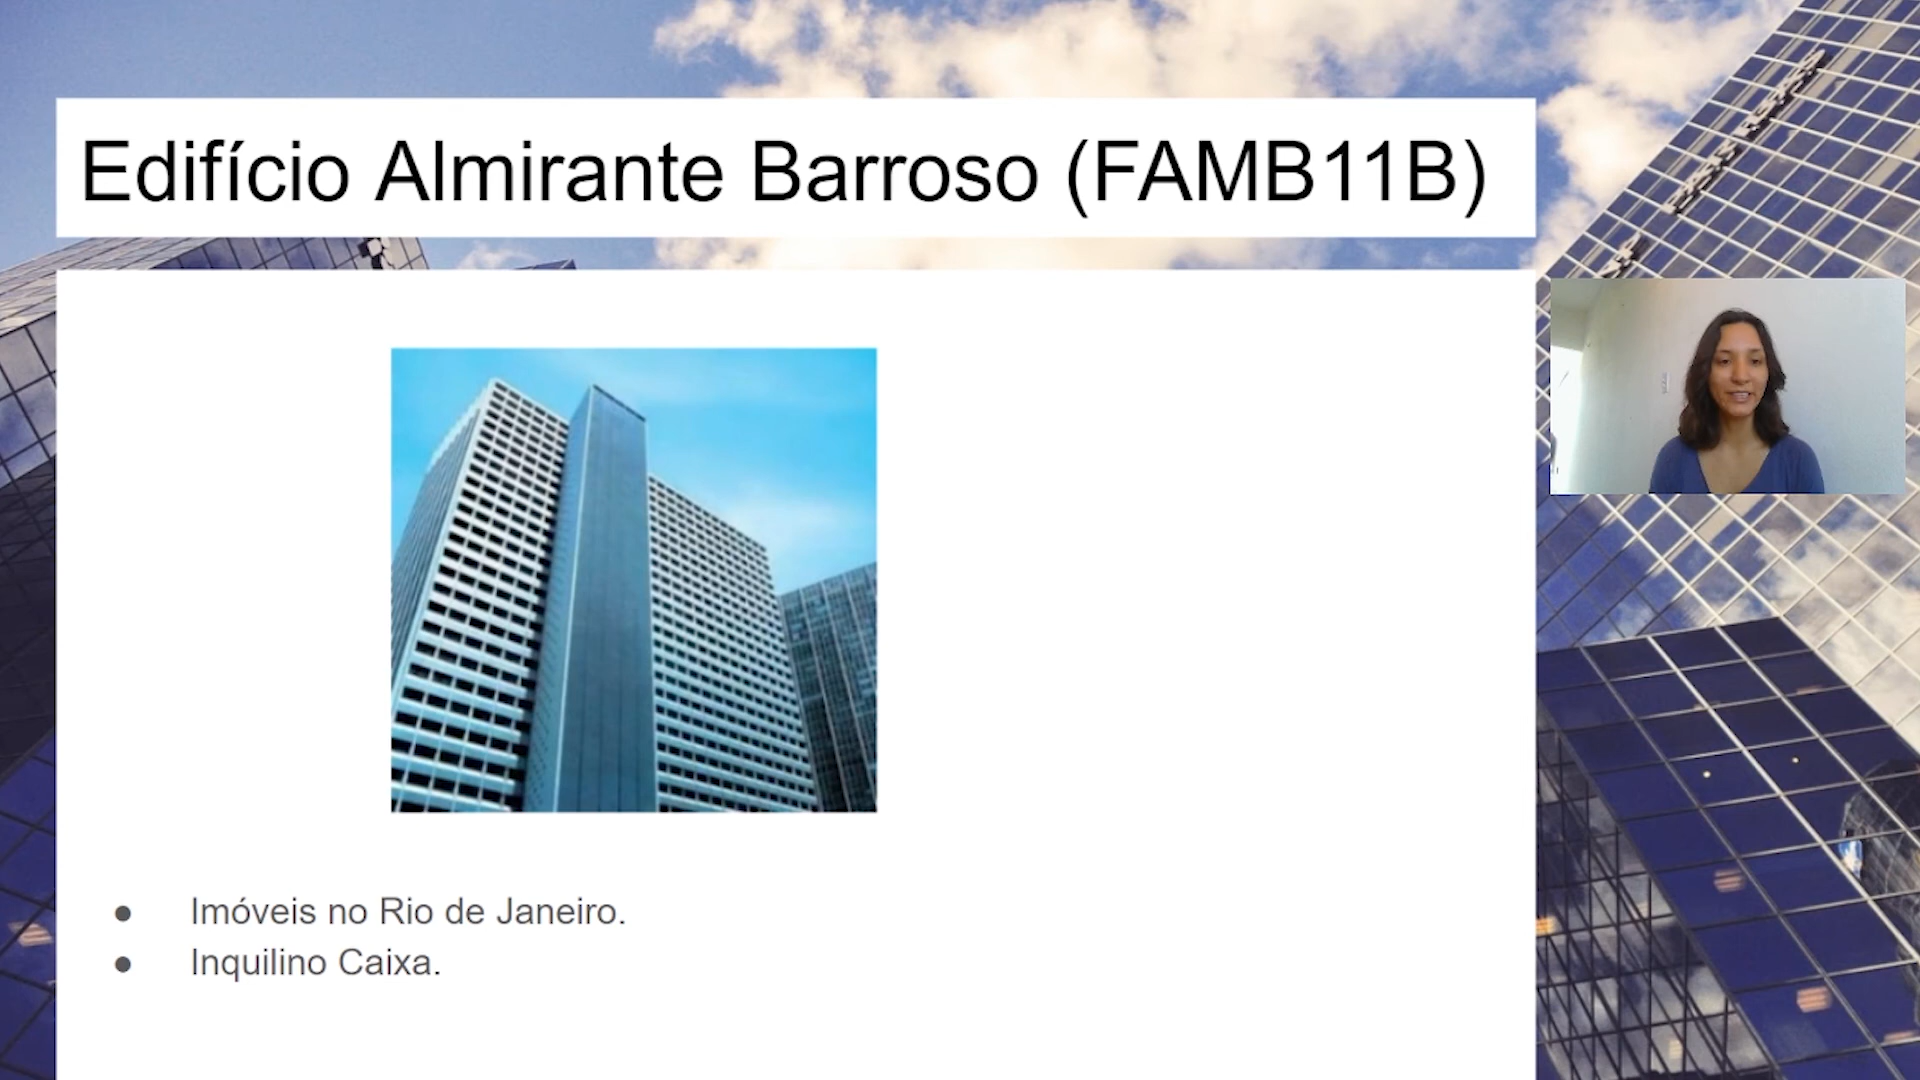 Edifício Almirante Barroso (FAMB11B)
● Imóveis no Rio de Janeiro.
● Inquilino Caixa.